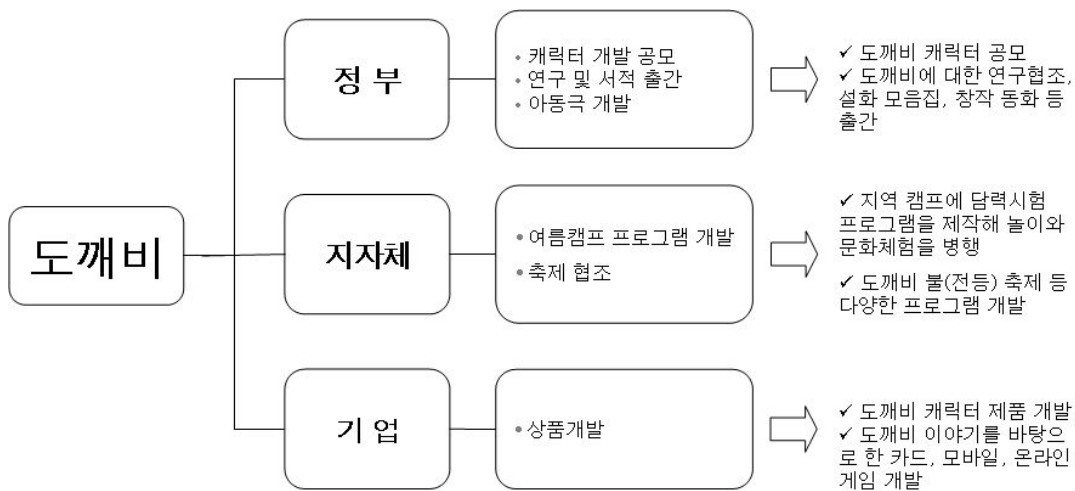 도깨비
정 부
• 캐릭터 개발 공모
• 연구 및 서적 출간
• 아동극 개발
✓ 도깨비 캐릭터 공모
✓ 도깨비에 대한 연구협조,
설화 모음집, 창작 동화 등
출간
지자체
• 여름캠프 프로그램 개발
• 축제 협조
✓ 지역 캠프에 담력시험
프로그램을 제작해 놀이와
문화체험을 병행
✓ 도깨비 불(전등) 축제 등
다양한 프로그램 개발
기 업
• 상품개발
✓ 도깨비 캐릭터 제품 개발
✓ 도깨비 이야기를 바탕으
로 한 카드, 모바일, 온라인
게임 개발